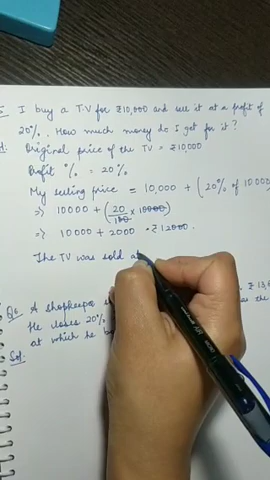 I buy a T.V for ₹10,000 and sell it at a profit of
20%. How much money do I get for it?
Original price of the TV = ₹10,000
Profit % = 20%
My selling price = 10,000 + (20% of 10000
⇒ 10000 + (20/100 x 10000)
⇒ 10000 + 2000 = ₹12000.
The TV was sold at
Q: A shopkeeper
He loses 20%
at which he
Sol: